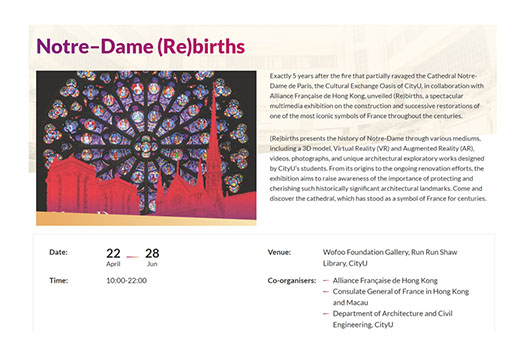 Notre–Dame (Re)births
Exactly 5 years after the fire that partially ravaged the Cathedral Notre-
Dame de Paris, the Cultural Exchange Oasis of CityU, in collaboration with
Alliance Française de Hong Kong, unveiled (Re)births, a spectacular
multimedia exhibition on the construction and successive restorations of
one of the most iconic symbols of France throughout the centuries.
(Re)births presents the history of Notre-Dame through various mediums,
including a 3D model, Virtual Reality (VR) and Augmented Reality (AR),
videos, photographs, and unique architectural exploratory works designed
by CityU's students. From its origins to the ongoing renovation efforts, the
exhibition aims to raise awareness of the importance of protecting and
cherishing such historically significant architectural landmarks. Come and
discover the cathedral, which has stood as a symbol of France for centuries.
Date: 22 — 28
April Jun
Time: 10:00-22:00
Venue: Wofoo Foundation Gallery, Run Run Shaw
Library, CityU
Co-organisers: — Alliance Française de Hong Kong
— Consulate General of France in Hong Kong
and Macau
— Department of Architecture and Civil
Engineering, CityU